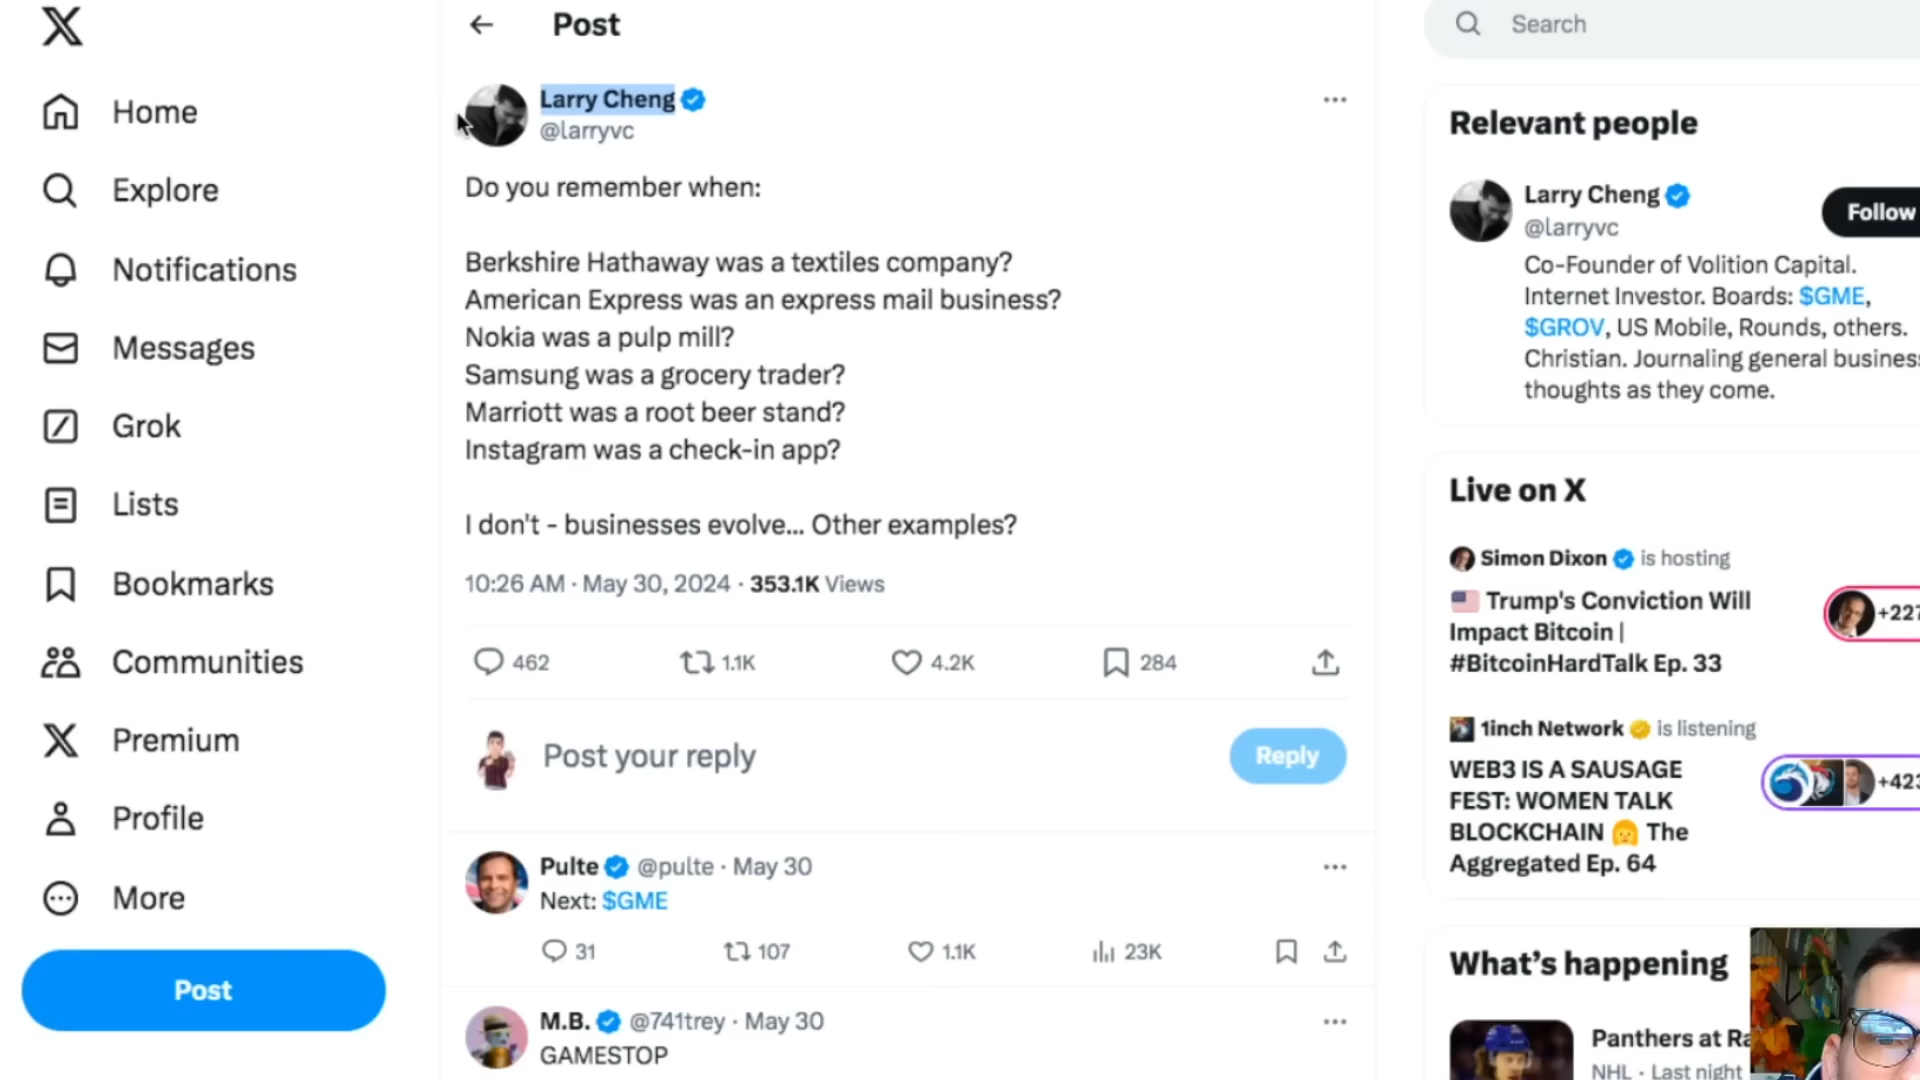 Home
Explore
Notifications
Messages
Grok
Lists
Bookmarks
Communities
Premium
Profile
More
Post
Post
Larry Cheng
@larryvc
Do you remember when:
Berkshire Hathaway was a textiles company?
American Express was an express mail business?
Nokia was a pulp mill?
Samsung was a grocery trader?
Marriott was a root beer stand?
Instagram was a check-in app?
I don't - businesses evolve... Other examples?
10:26 AM · May 30, 2024 · 353.1K Views
462 1.1K 4.2K 284
Post your reply
Reply
Pulte @pulte · May 30
Next: $GME
31 107 1.1K 23K
M.B. @741trey · May 30
GAMESTOP
Search
Relevant people
Larry Cheng
@larryvc
Follow
Co-Founder of Volition Capital.
Internet Investor. Boards: $GME,
$GROV, US Mobile, Rounds, others.
Christian. Journaling general business
thoughts as they come.
Live on X
Simon Dixon is hosting
Trump's Conviction Will
Impact Bitcoin |
#BitcoinHardTalk Ep. 33
+227
1inch Network is listening
WEB3 IS A SAUSAGE
FEST: WOMEN TALK
BLOCKCHAIN 👩 The
Aggregated Ep. 64
+423
What's happening
Panthers at Ra
NHL · Last night